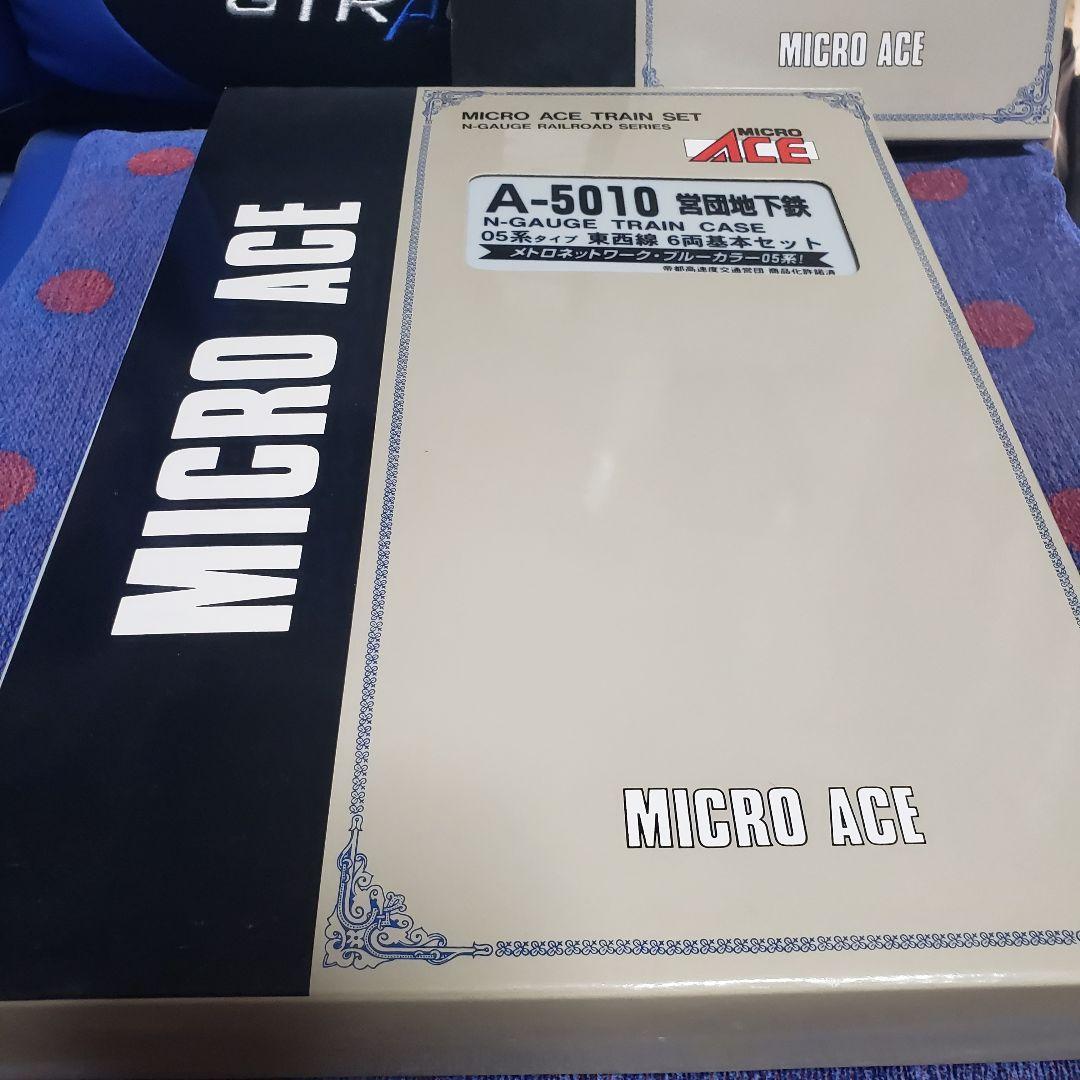 GTRA
MICRO ACE
MICRO ACE TRAIN SET
N-GAUGE RAILROAD SERIES
MICRO
ACE
A-5010 営団地下鉄
N-GAUGE TRAIN CASE
05系タイプ 東西線 6両基本セット
メトロネットワーク・ブルーカラー05系!
帝都高速度交通営団 商品化許諾済
MICRO ACE
MICRO ACE